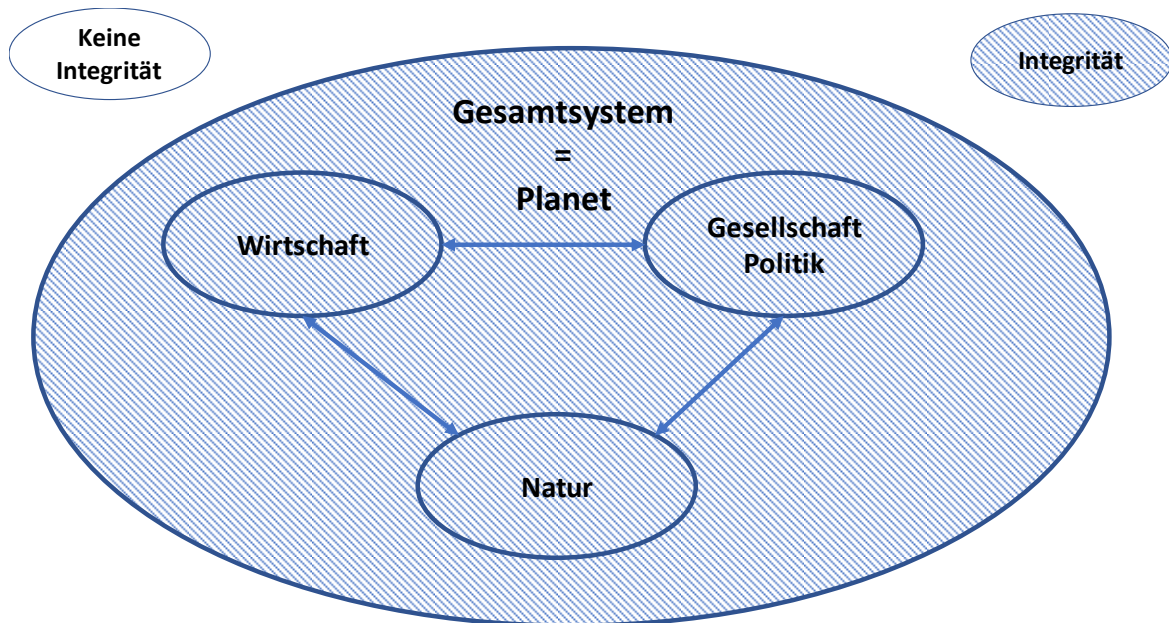 Keine
Integrität
Integrität
Gesamtsystem
=
Planet
Wirtschaft
Gesellschaft
Politik
Natur